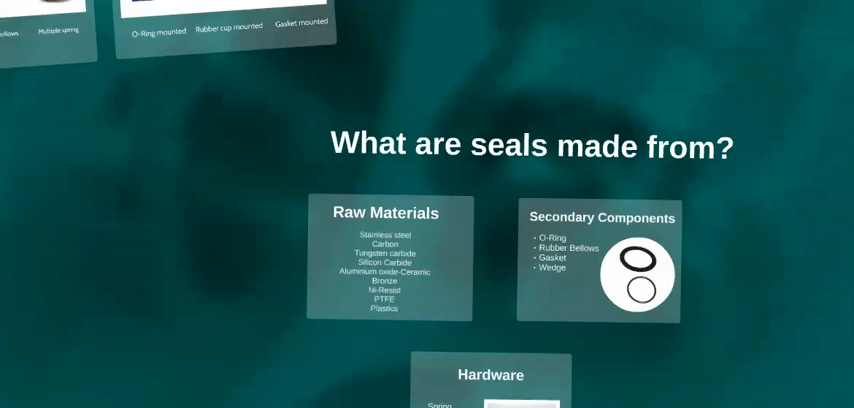 ellows
Multiple spring
O-Ring mounted
Rubber cup mounted
Gasket mounted
What are seals made from?
Raw Materials
Stainless steel
Carbon
Tungsten carbide
Silicon Carbide
Aluminium oxide-Ceramic
Bronze
Ni-Resist
PTFE
Plastics
Secondary Components
• O-Ring
• Rubber Bellows
• Gasket
• Wedge
Hardware
Spring